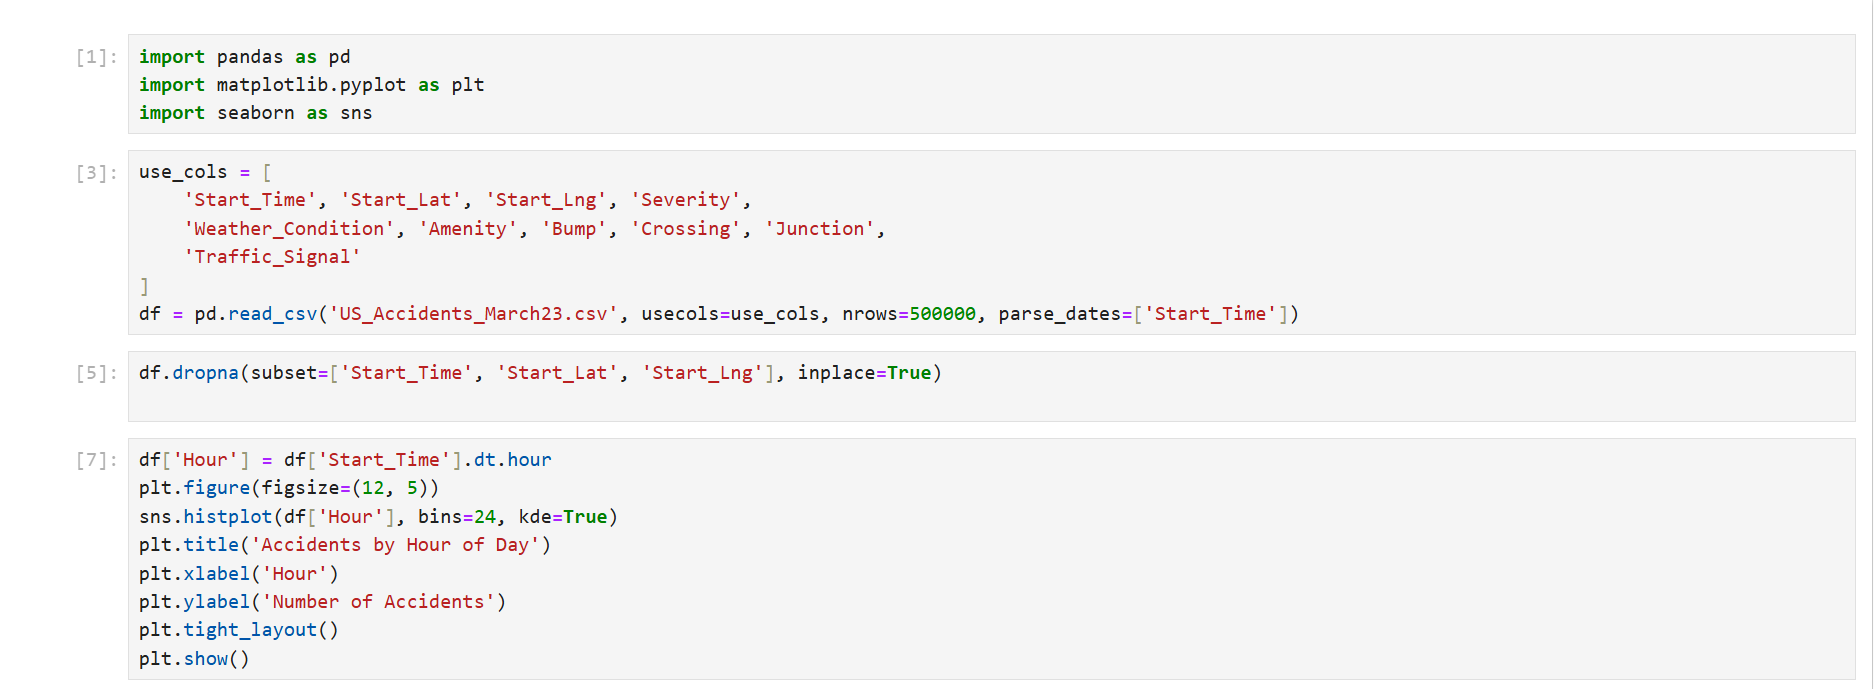 [1]: import pandas as pd
import matplotlib.pyplot as plt
import seaborn as sns
[3]: use_cols = [
    'Start_Time', 'Start_Lat', 'Start_Lng', 'Severity',
    'Weather_Condition', 'Amenity', 'Bump', 'Crossing', 'Junction',
    'Traffic_Signal'
]
df = pd.read_csv('US_Accidents_March23.csv', usecols=use_cols, nrows=500000, parse_dates=['Start_Time'])
[5]: df.dropna(subset=['Start_Time', 'Start_Lat', 'Start_Lng'], inplace=True)
[7]: df['Hour'] = df['Start_Time'].dt.hour
plt.figure(figsize=(12, 5))
sns.histplot(df['Hour'], bins=24, kde=True)
plt.title('Accidents by Hour of Day')
plt.xlabel('Hour')
plt.ylabel('Number of Accidents')
plt.tight_layout()
plt.show()